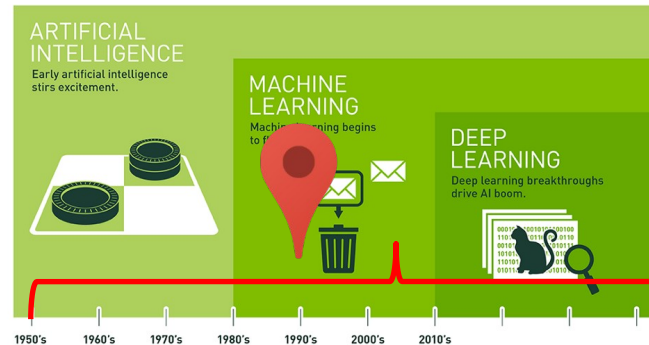 ARTIFICIAL
INTELLIGENCE
Early artificial intelligence
stirs excitement.
MACHINE
LEARNING
begins
to
DEEP
LEARNING
Deep learning breakthroughs
drive AI boom.
1950's 1960's 1970's 1980's 1990's 2000's 2010's